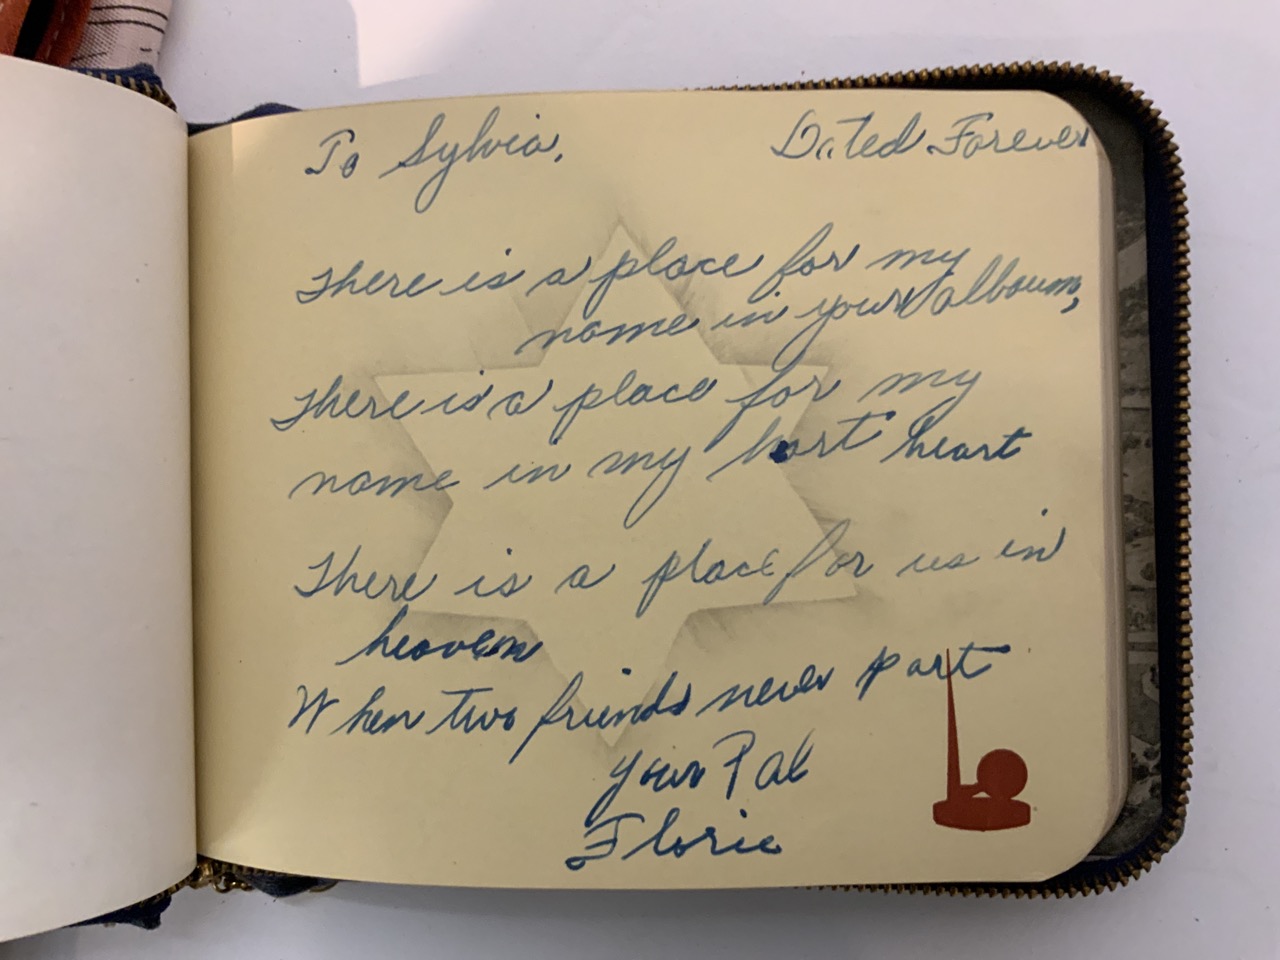 To Sylvia,
Dated Forever
There is a place for my
name in your album,
There is a place for my
name in my hart heart
There is a place for us in
heaven
When two friends never part
Your Pal
Florie